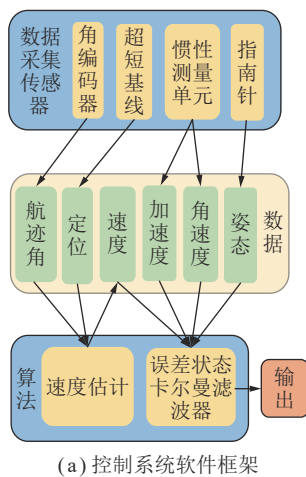 数据
采集
传感
器
角编
码器
超短
基线
惯性
测量
单元
指南
针
航迹角
定位
速度
加速度
角速度
姿态
数据
算法
速度估计
误差状态
卡尔曼滤
波器
输出
(a) 控制系统软件框架